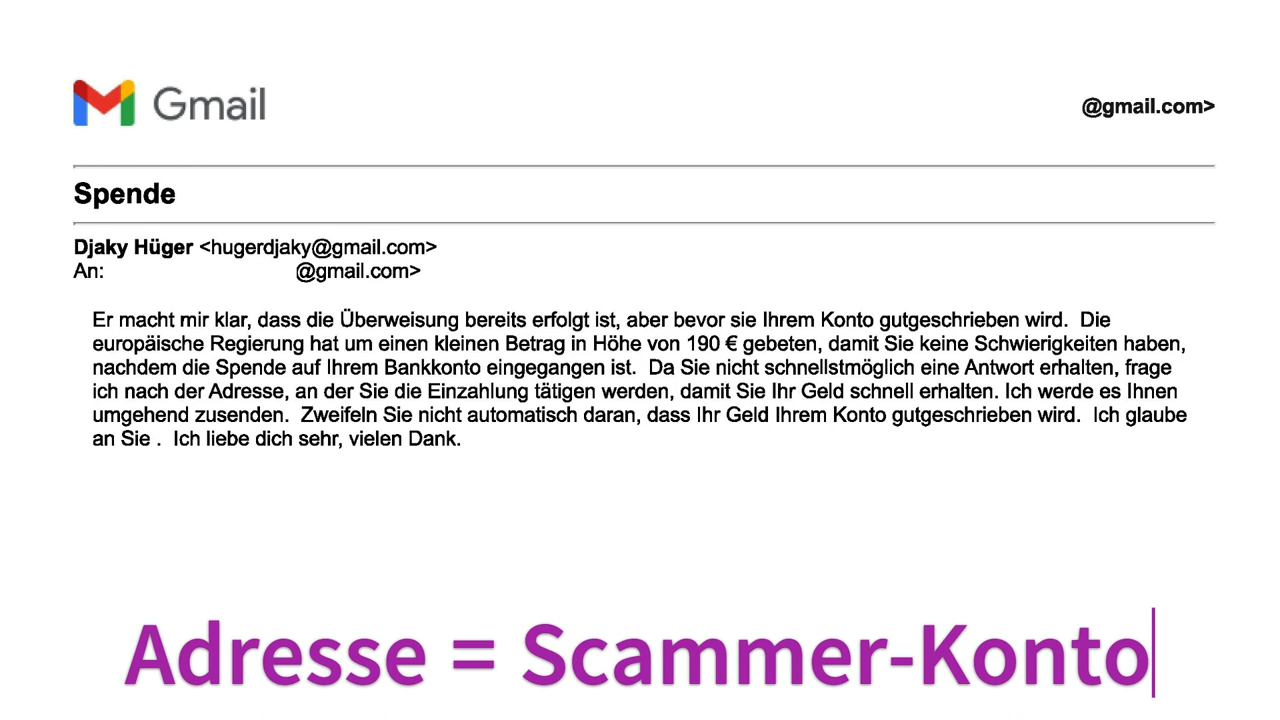 Gmail
@gmail.com>
Spende
Djaky Hüger <hugerdjaky@gmail.com>
An: @gmail.com>
Er macht mir klar, dass die Überweisung bereits erfolgt ist, aber bevor sie Ihrem Konto gutgeschrieben wird. Die
europäische Regierung hat um einen kleinen Betrag in Höhe von 190 € gebeten, damit Sie keine Schwierigkeiten haben,
nachdem die Spende auf Ihrem Bankkonto eingegangen ist. Da Sie nicht schnellstmöglich eine Antwort erhalten, frage
ich nach der Adresse, an der Sie die Einzahlung tätigen werden, damit Sie Ihr Geld schnell erhalten. Ich werde es Ihnen
umgehend zusenden. Zweifeln Sie nicht automatisch daran, dass Ihr Geld Ihrem Konto gutgeschrieben wird. Ich glaube
an Sie . Ich liebe dich sehr, vielen Dank.
Adresse = Scammer-Konto